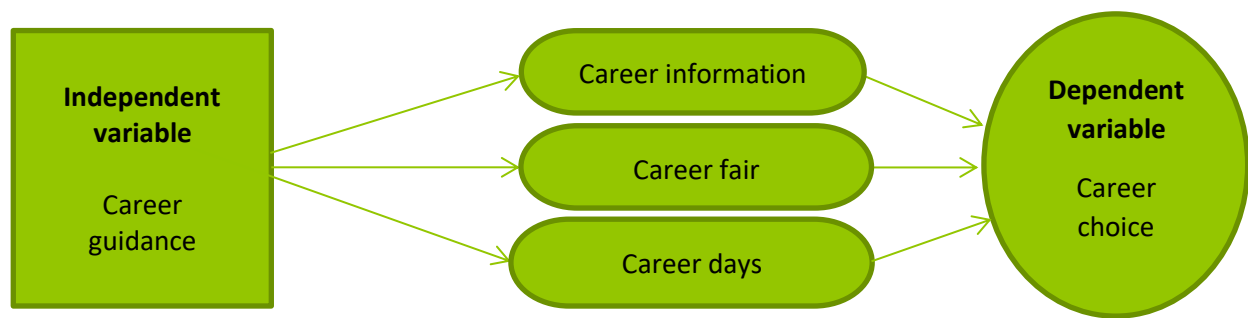 Independent
variable
Career
guidance
Career information
Career fair
Career days
Dependent
variable
Career
choice